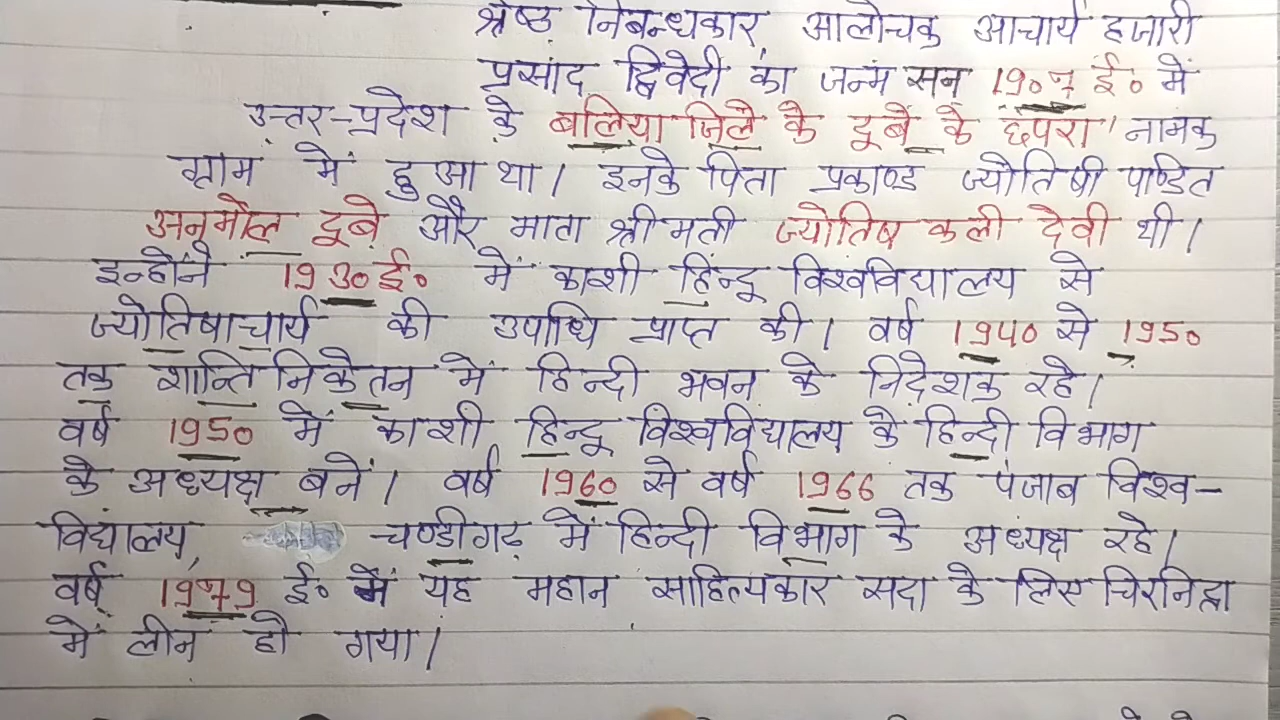 श्रेष्ठ निबन्धकार, आलोचक आचार्य हजारी
प्रसाद द्विवेदी का जन्म सन् 1907 ई० में
उत्तर-प्रदेश के बलिया जिले के दूबे के छपरा' नामक
ग्राम में हुआ था। इनके पिता प्रकाण्ड ज्योतिषी पण्डित
अनमोल दूबे और माता श्रीमती ज्योतिष कली देवी थी।
इन्होंने 1930 ई० में काशी हिन्दू विश्वविद्यालय से
ज्योतिषाचार्य की उपाधि प्राप्त की। वर्ष 1940 से 1950
तक शान्ति निकेतन में हिन्दी भवन के निदेशक रहे।
वर्ष 1950 में काशी हिन्दू विश्वविद्यालय के हिन्दी विभाग
के अध्यक्ष बनें। वर्ष 1960 से वर्ष 1966 तक पंजाब विश्व-
विद्यालय, चण्डीगढ़ में हिन्दी विभाग के अध्यक्ष रहे।
वर्ष 1979 ई० में यह महान साहित्यकार सदा के लिए चिरनिद्रा
में लीन हो गया।